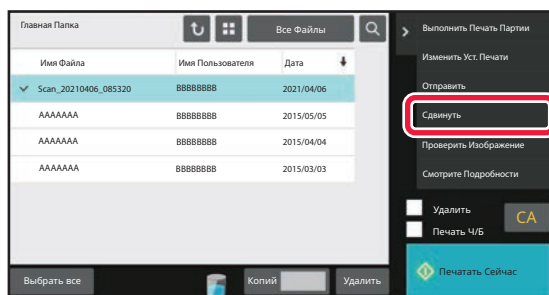 Главная Папка
Все Файлы
Имя Файла Имя Пользователя Дата
Scan_20210406_085320 BBBBBBBB 2021/04/06
AAAAAAA BBBBBBBB 2015/05/05
AAAAAAA BBBBBBBB 2015/04/04
AAAAAAA BBBBBBBB 2015/03/03
Выбрать все
Копий
Удалить
Выполнить Печать Партии
Изменить Уст. Печати
Отправить
Сдвинуть
Проверить Изображение
Смотрите Подробности
Удалить
Печать Ч/Б
CA
Печатать Сейчас